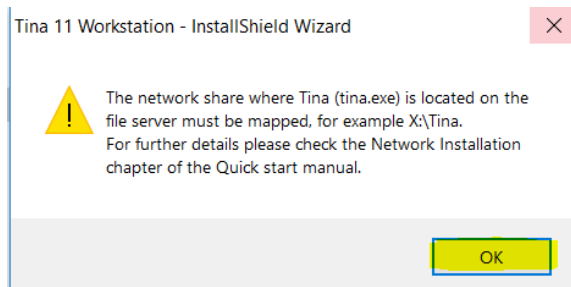 Tina 11 Workstation - InstallShield Wizard
The network share where Tina (tina.exe) is located on the
file server must be mapped, for example X:\Tina.
For further details please check the Network Installation
chapter of the Quick start manual.
OK